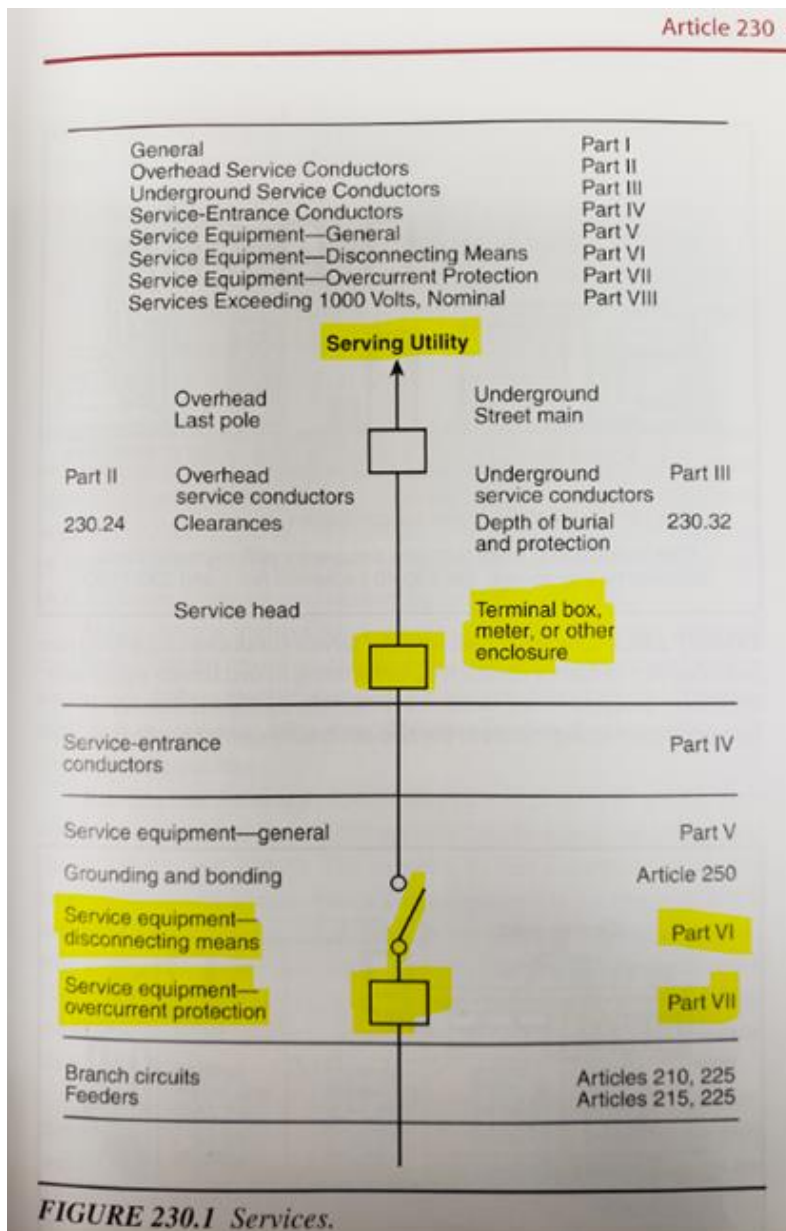 Article 230
General Part I
Overhead Service Conductors Part II
Underground Service Conductors Part III
Service-Entrance Conductors Part IV
Service Equipment—General Part V
Service Equipment—Disconnecting Means Part VI
Service Equipment—Overcurrent Protection Part VII
Services Exceeding 1000 Volts, Nominal Part VIII
Serving Utility
Overhead
Last pole
Underground
Street main
Part II
Overhead
service conductors
Underground
service conductors
Part III
230.24
Clearances
Depth of burial
and protection
230.32
Service head
Terminal box,
meter, or other
enclosure
Service-entrance
conductors
Part IV
Service equipment—general
Part V
Grounding and bonding
Article 250
Service equipment—
disconnecting means
Part VI
Service equipment—
overcurrent protection
Part VII
Branch circuits Articles 210, 225
Feeders Articles 215, 225
FIGURE 230.1 Services.